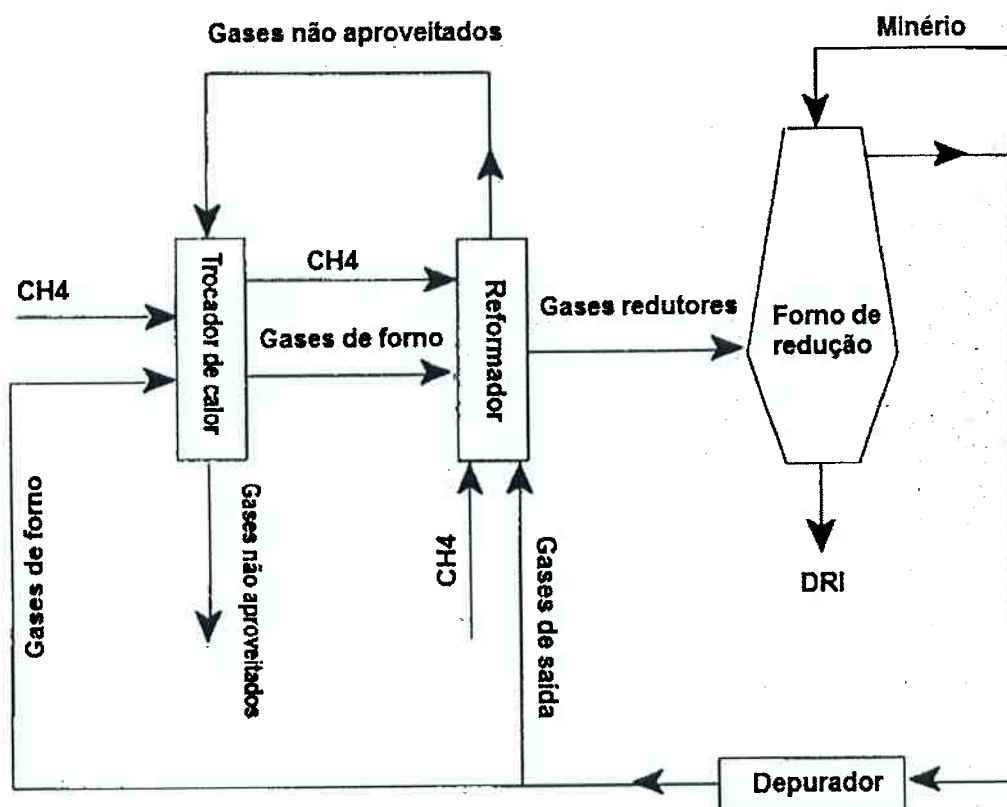 Gases não aproveitados
Minério
CH4
Trocador de calor
CH4
Gases de forno
Reformador
Gases redutores
Forno de
redução
Gases de forno
Gases não aproveitados
CH4
Gases de saida
DRI
Depurador